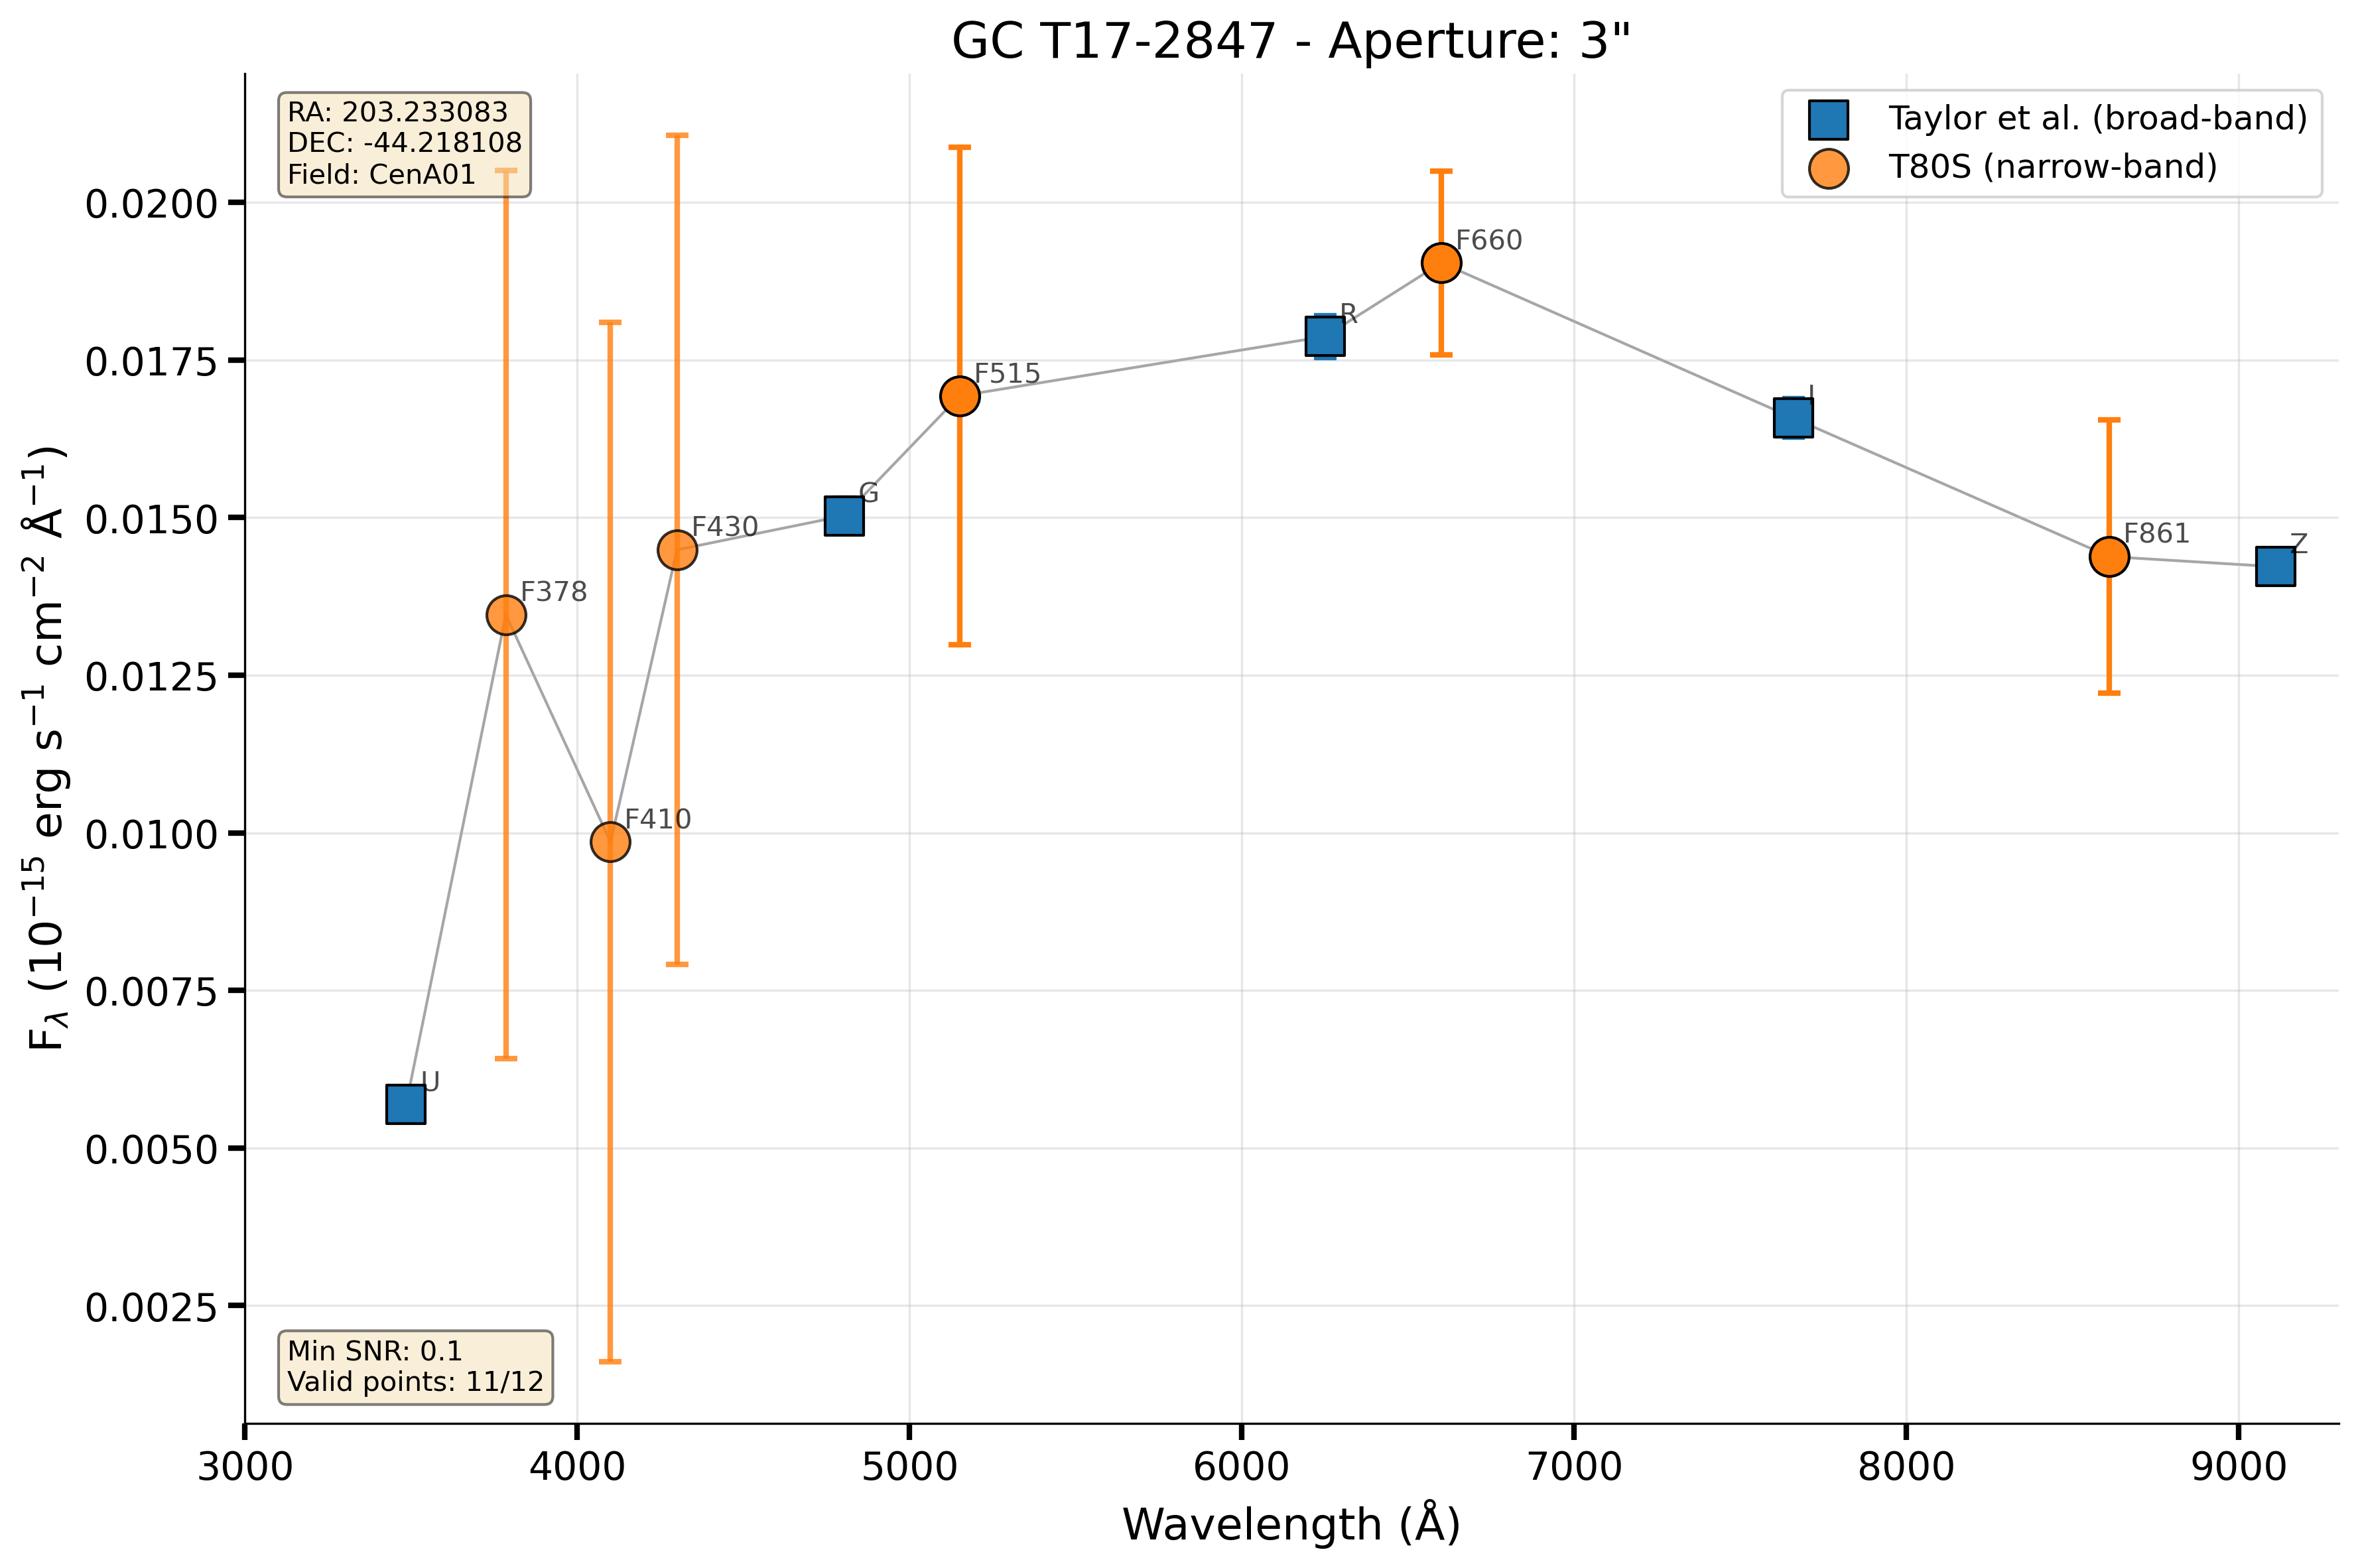 GC T17-2847 - Aperture: 3"
RA: 203.233083
DEC: -44.218108
Field: CenA01
Taylor et al. (broad-band)
T80S (narrow-band)
0.0200
0.0175
0.0150
0.0125
0.0100
0.0075
0.0050
0.0025
F_λ (10⁻¹⁵ erg s⁻¹ cm⁻² Å⁻¹)
U
F378
F410
F430
G
F515
R
F660
I
F861
Z
Min SNR: 0.1
Valid points: 11/12
3000
4000
5000
6000
7000
8000
9000
Wavelength (Å)